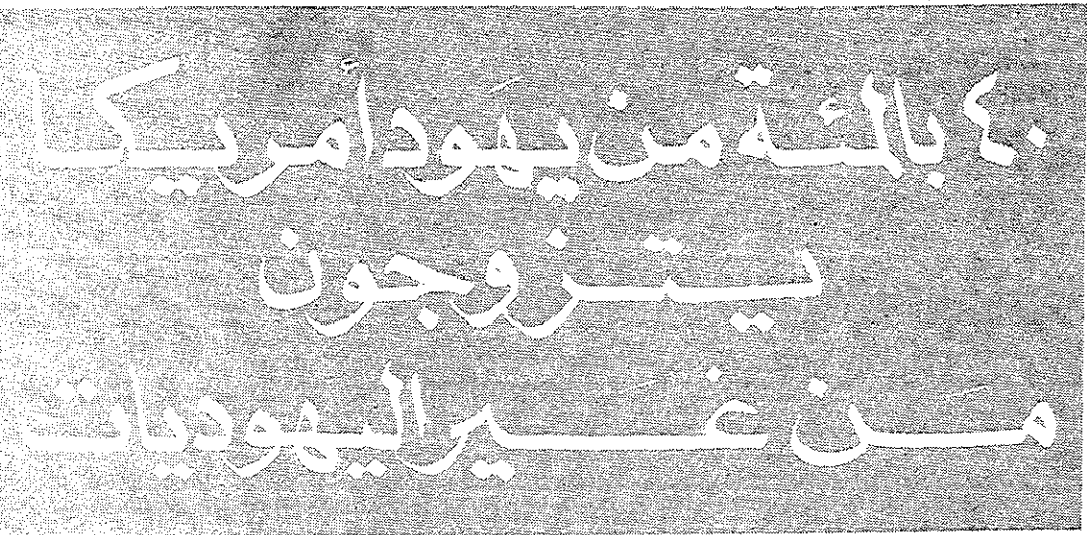 ٤٠ بالمئة من يهود أمريكا
يتزوجون
من غير اليهوديات